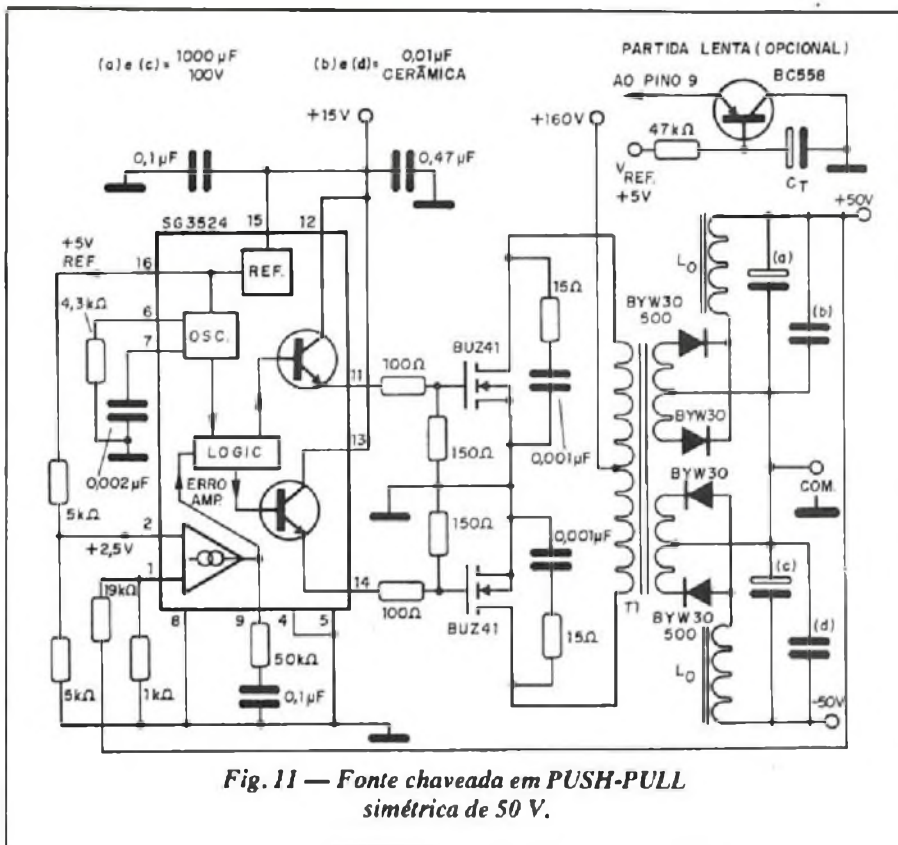 (a) e (c) = 1000 µF
100V
(b) e (d) = 0,01µF
CERÂMICA
PARTIDA LENTA (OPCIONAL)
AO PINO 9
BC558
47kΩ
VREF.
+5V
CT
+15V
+160V
0,1µF
0,47µF
15
12
SG3524
+5V
REF.
16
REF.
4,3kΩ
6
OSC.
7
0,002µF
LOGIC
ERRO
AMP.
11
13
14
5kΩ
2
+2,5V
1
19kΩ
5kΩ
1kΩ
8
9
4
5
50kΩ
0,1µF
100Ω
BUZ41
150Ω
150Ω
100Ω
BUZ41
15Ω
0,001µF
0,001µF
15Ω
T1
BYW30
500
BYW30
BYW30
BYW30
500
LO
LO
+50V
(a)
(b)
COM.
(c)
(d)
-50V
Fig. 11 — Fonte chaveada em PUSH-PULL
simétrica de 50 V.